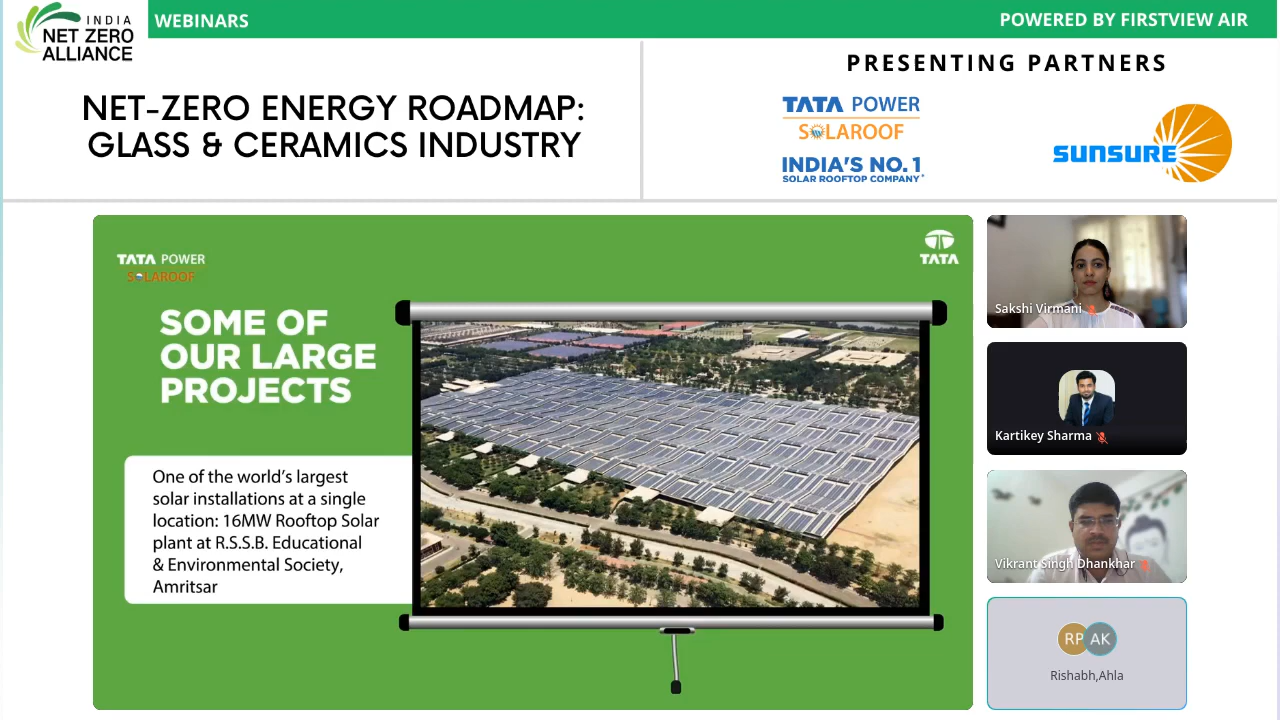 INDIA
NET ZERO
ALLIANCE
WEBINARS
POWERED BY FIRSTVIEW AIR
NET-ZERO ENERGY ROADMAP:
GLASS & CERAMICS INDUSTRY
PRESENTING PARTNERS
TATA POWER
SOLAROOF
INDIA'S NO.1
SOLAR ROOFTOP COMPANY*
SUNSURE
TATA POWER
SOLAROOF
TATA
SOME OF
OUR LARGE
PROJECTS
One of the world's largest
solar installations at a single
location: 16MW Rooftop Solar
plant at R.S.S.B. Educational
& Environmental Society,
Amritsar
Sakshi Virmani
Kartikey Sharma
Vikrant Singh Dhankhar
RP AK
Rishabh,Ahla